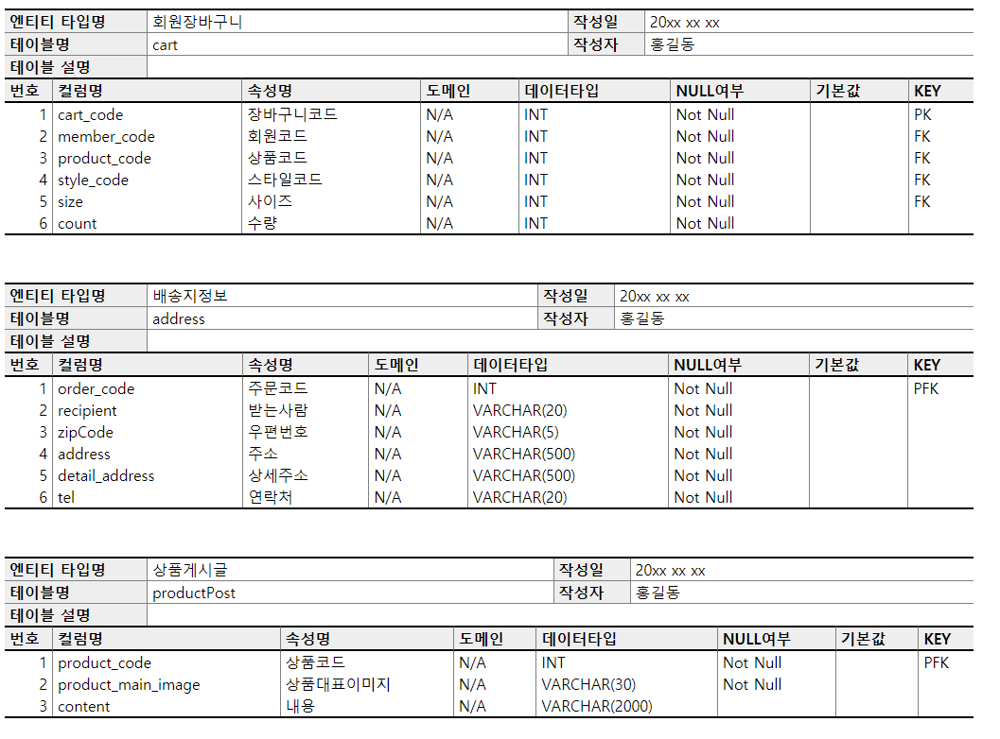 엔티티 타입명 회원장바구니 작성일 20xx xx xx
테이블명 cart 작성자 홍길동
테이블 설명
번호 컬럼명 속성명 도메인 데이터타입 NULL여부 기본값 KEY
1 cart_code 장바구니코드 N/A INT Not Null PK
2 member_code 회원코드 N/A INT Not Null FK
3 product_code 상품코드 N/A INT Not Null FK
4 style_code 스타일코드 N/A INT Not Null FK
5 size 사이즈 N/A INT Not Null FK
6 count 수량 N/A INT Not Null
엔티티 타입명 배송지정보 작성일 20xx xx xx
테이블명 address 작성자 홍길동
테이블 설명
번호 컬럼명 속성명 도메인 데이터타입 NULL여부 기본값 KEY
1 order_code 주문코드 N/A INT Not Null PFK
2 recipient 받는사람 N/A VARCHAR(20) Not Null
3 zipCode 우편번호 N/A VARCHAR(5) Not Null
4 address 주소 N/A VARCHAR(500) Not Null
5 detail_address 상세주소 N/A VARCHAR(500) Not Null
6 tel 연락처 N/A VARCHAR(20) Not Null
엔티티 타입명 상품게시글 작성일 20xx xx xx
테이블명 productPost 작성자 홍길동
테이블 설명
번호 컬럼명 속성명 도메인 데이터타입 NULL여부 기본값 KEY
1 product_code 상품코드 N/A INT Not Null PFK
2 product_main_image 상품대표이미지 N/A VARCHAR(30) Not Null
3 content 내용 N/A VARCHAR(2000)